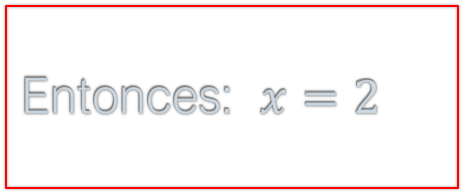 Entonces: x = 2